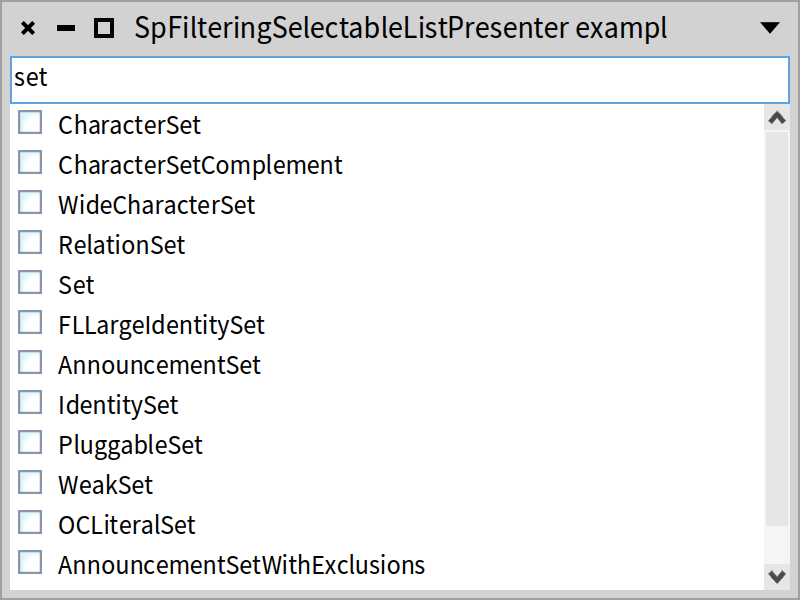 SpFilteringSelectableListPresenter exampl
set
CharacterSet
CharacterSetComplement
WideCharacterSet
RelationSet
Set
FLLargeIdentitySet
AnnouncementSet
IdentitySet
PluggableSet
WeakSet
OCLiteralSet
AnnouncementSetWithExclusions